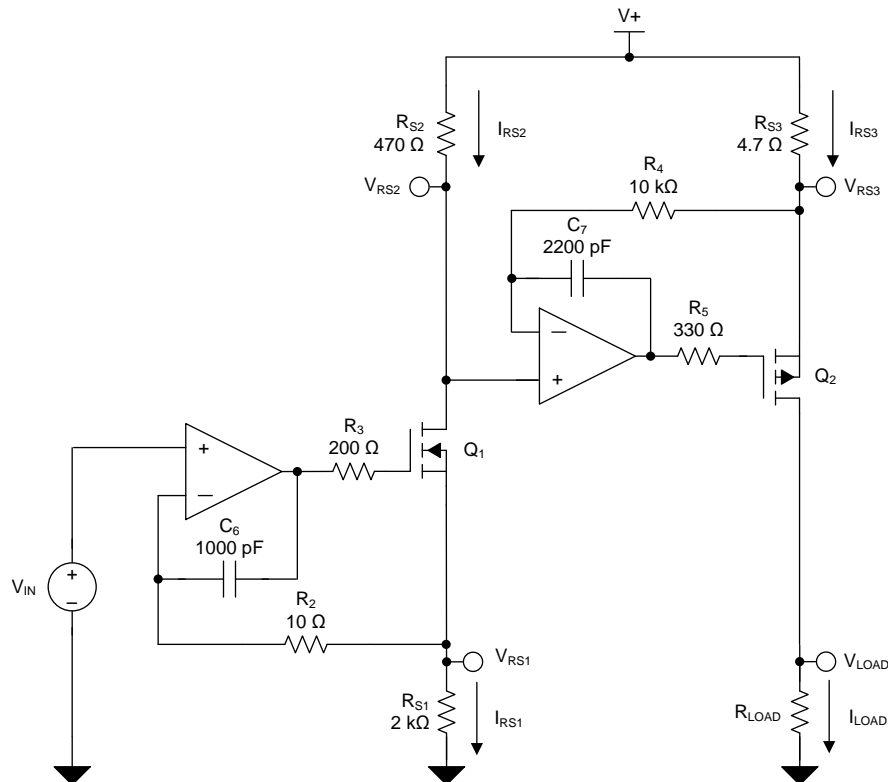 V+
R_S2
470 Ω
I_RS2
R_S3
4.7 Ω
I_RS3
V_RS2
R_4
10 kΩ
V_RS3
C_7
2200 pF
R_5
330 Ω
−
+
Q_2
R_3
200 Ω
Q_1
+
−
C_6
1000 pF
V_IN
+
−
R_2
10 Ω
V_RS1
V_LOAD
R_S1
2 kΩ
I_RS1
R_LOAD
I_LOAD